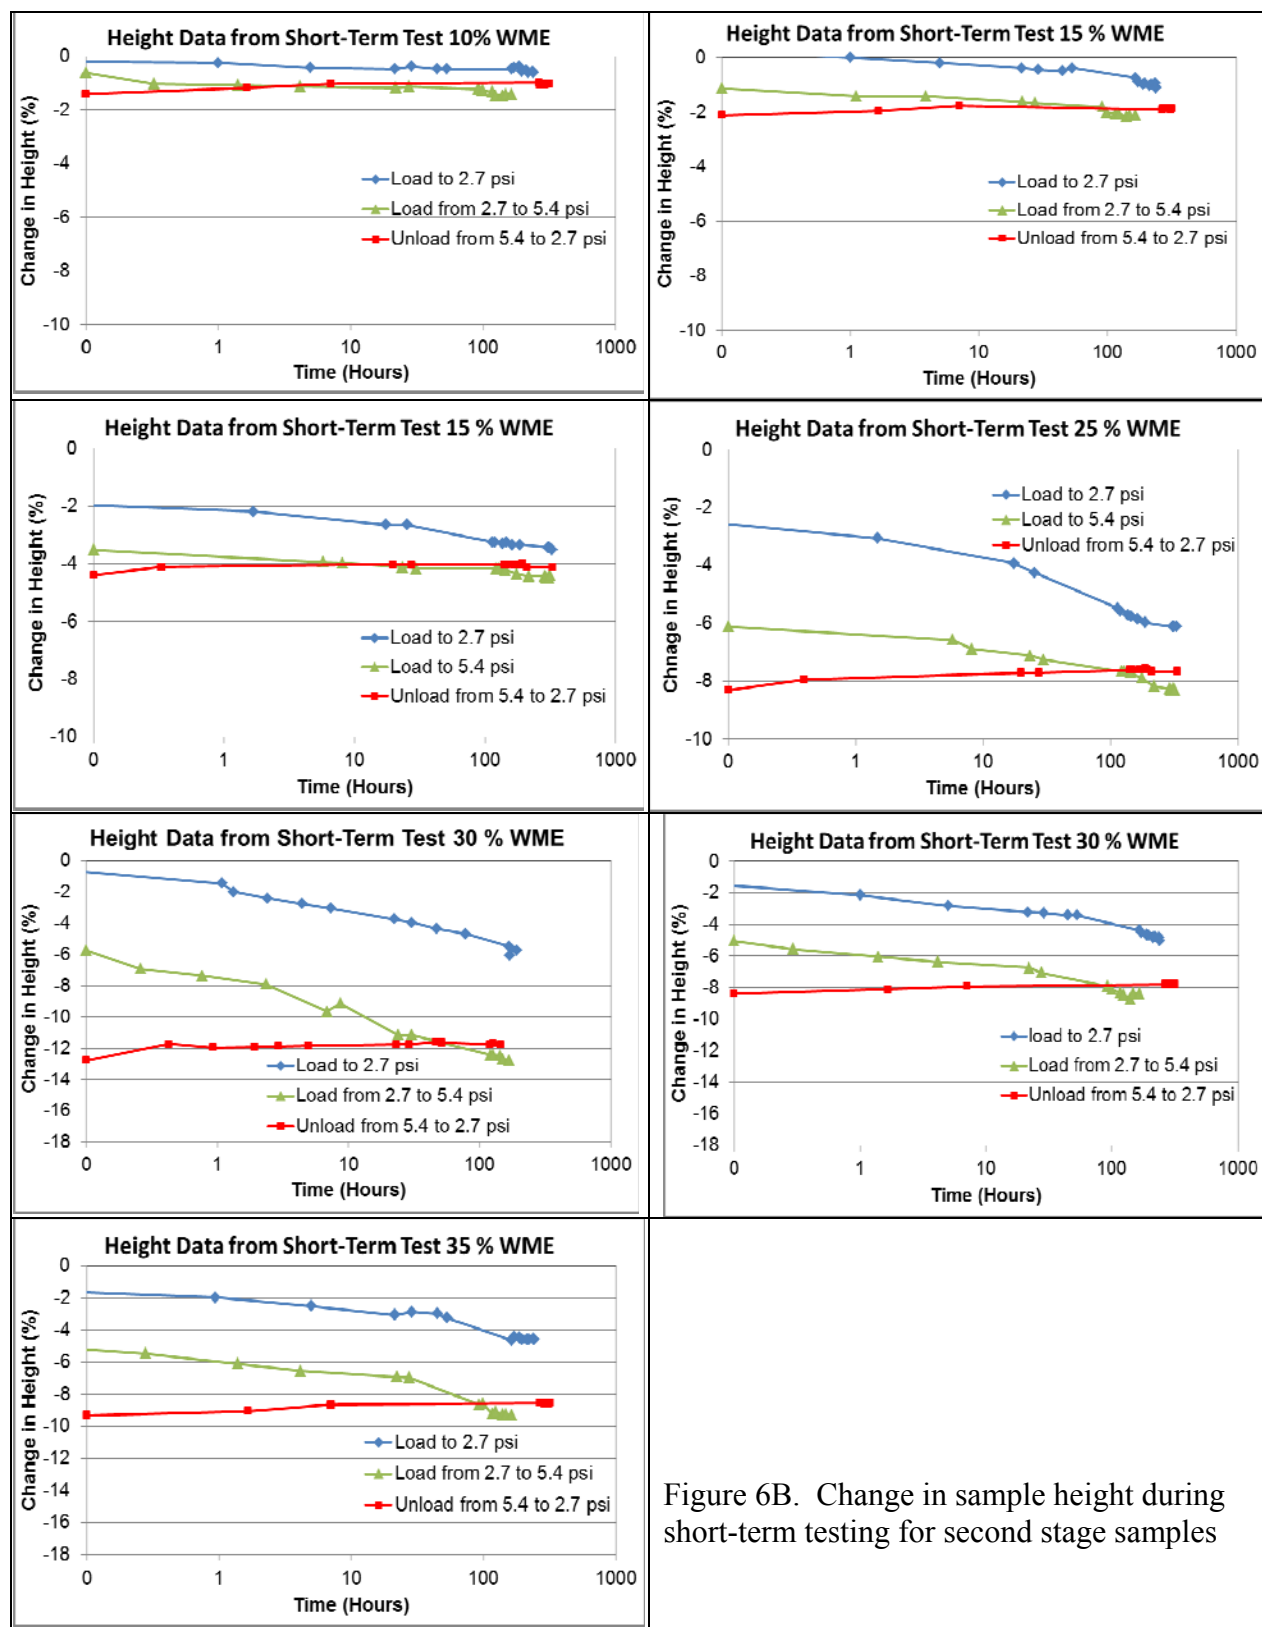 Height Data from Short-Term Test 10% WME
Change in Height (%)
0
-2
-4
-6
-8
-10
Load to 2.7 psi
Load from 2.7 to 5.4 psi
Unload from 5.4 to 2.7 psi
0 1 10 100 1000
Time (Hours)
Height Data from Short-Term Test 15 % WME
Change in Height (%)
0
-2
-4
-6
-8
-10
Load to 2.7 psi
Load from 2.7 to 5.4 psi
Unload from 5.4 to 2.7 psi
0 1 10 100 1000
Time (Hours)
Height Data from Short-Term Test 15 % WME
Change in Height (%)
0
-2
-4
-6
-8
-10
Load to 2.7 psi
Load to 5.4 psi
Unload from 5.4 to 2.7 psi
0 1 10 100 1000
Time (Hours)
Height Data from Short-Term Test 25 % WME
Chnage in Height (%)
0
-2
-4
-6
-8
-10
Load to 2.7 psi
Load to 5.4 psi
Unload from 5.4 to 2.7 psi
0 1 10 100 1000
Time (Hours)
Height Data from Short-Term Test 30 % WME
Change in Height (%)
0
-2
-4
-6
-8
-10
-12
-14
-16
-18
Load to 2.7 psi
Load from 2.7 to 5.4 psi
Unload from 5.4 to 2.7 psi
0 1 10 100 1000
Time (Hours)
Height Data from Short-Term Test 30 % WME
Change in Height (%)
0
-2
-4
-6
-8
-10
-12
-14
-16
-18
load to 2.7 psi
Load from 2.7 to 5.4 psi
Unload from 5.4 to 2.7 psi
0 1 10 100 1000
Time (Hours)
Height Data from Short-Term Test 35 % WME
Change in Height (%)
0
-2
-4
-6
-8
-10
-12
-14
-16
-18
Load to 2.7 psi
Load from 2.7 to 5.4 psi
Unload from 5.4 to 2.7 psi
0 1 10 100 1000
Time (Hours)
Figure 6B. Change in sample height during
short-term testing for second stage samples